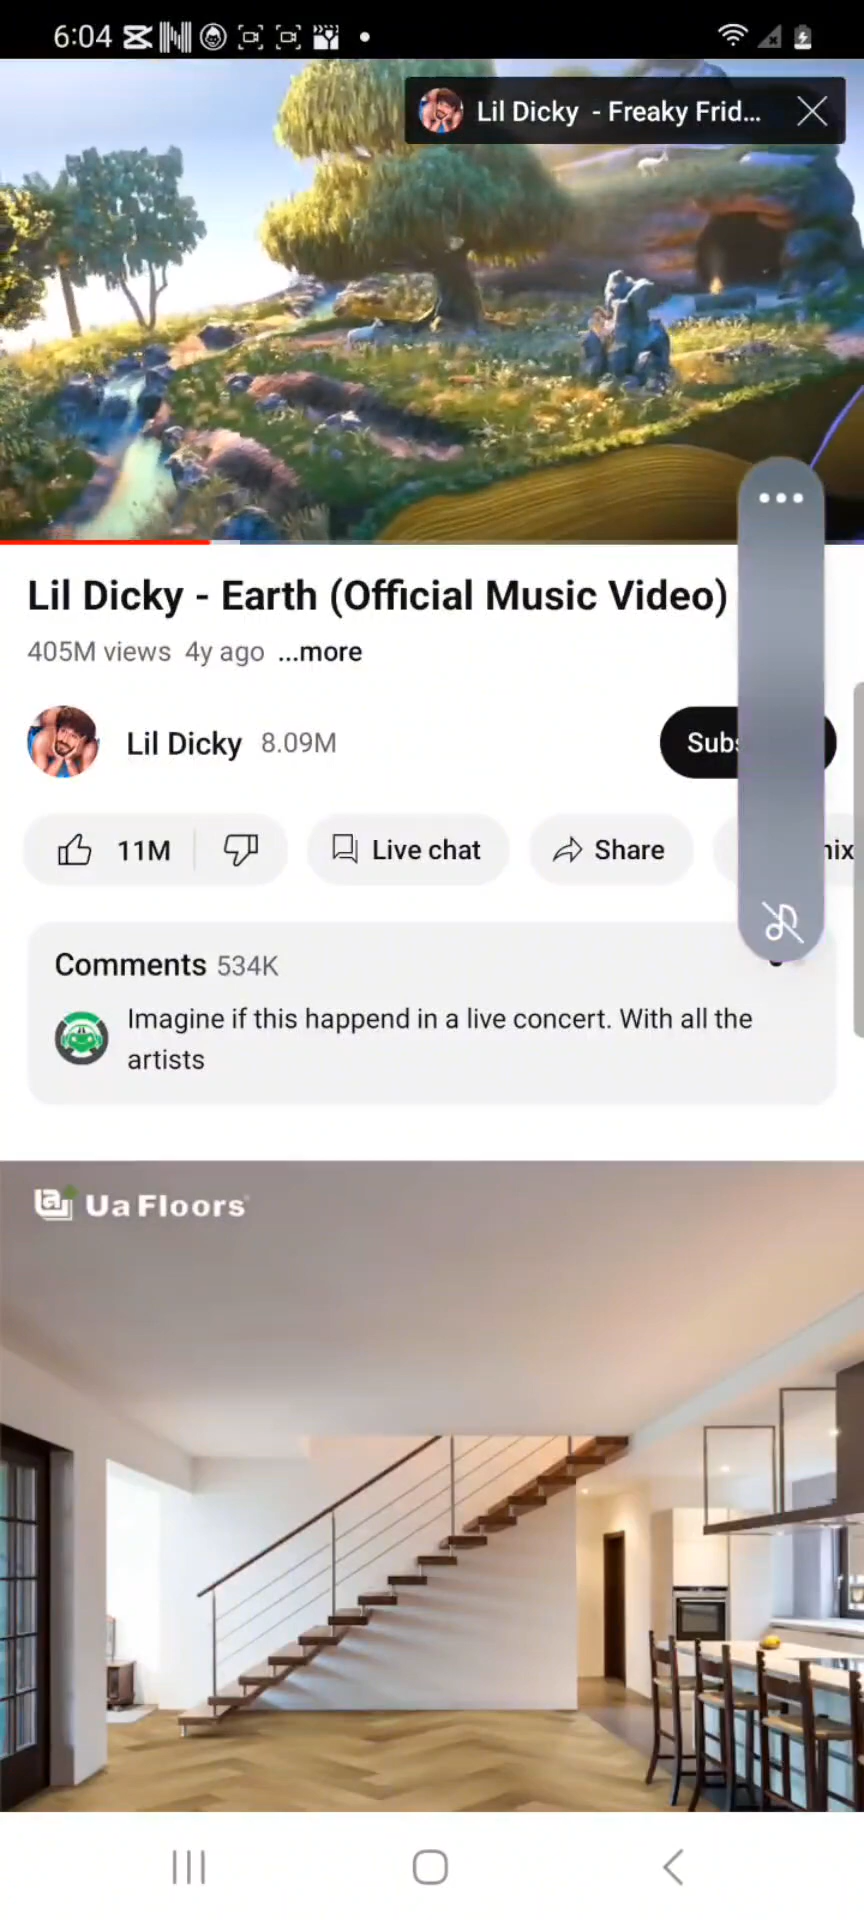 6:04
Lil Dicky - Freaky Frid...
Lil Dicky - Earth (Official Music Video)
405M views 4y ago ...more
Lil Dicky 8.09M
Subs
11M
Live chat
Share
nix
Comments 534K
Imagine if this happend in a live concert. With all the
artists
Ua Floors